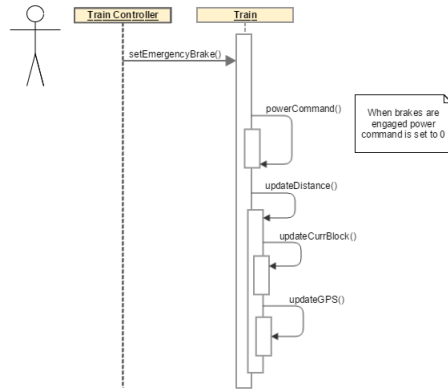 Train Controller
Train
setEmergencyBrake()
powerCommand()
When brakes are
engaged power
command is set to 0
updateDistance()
updateCurrBlock()
updateGPS()